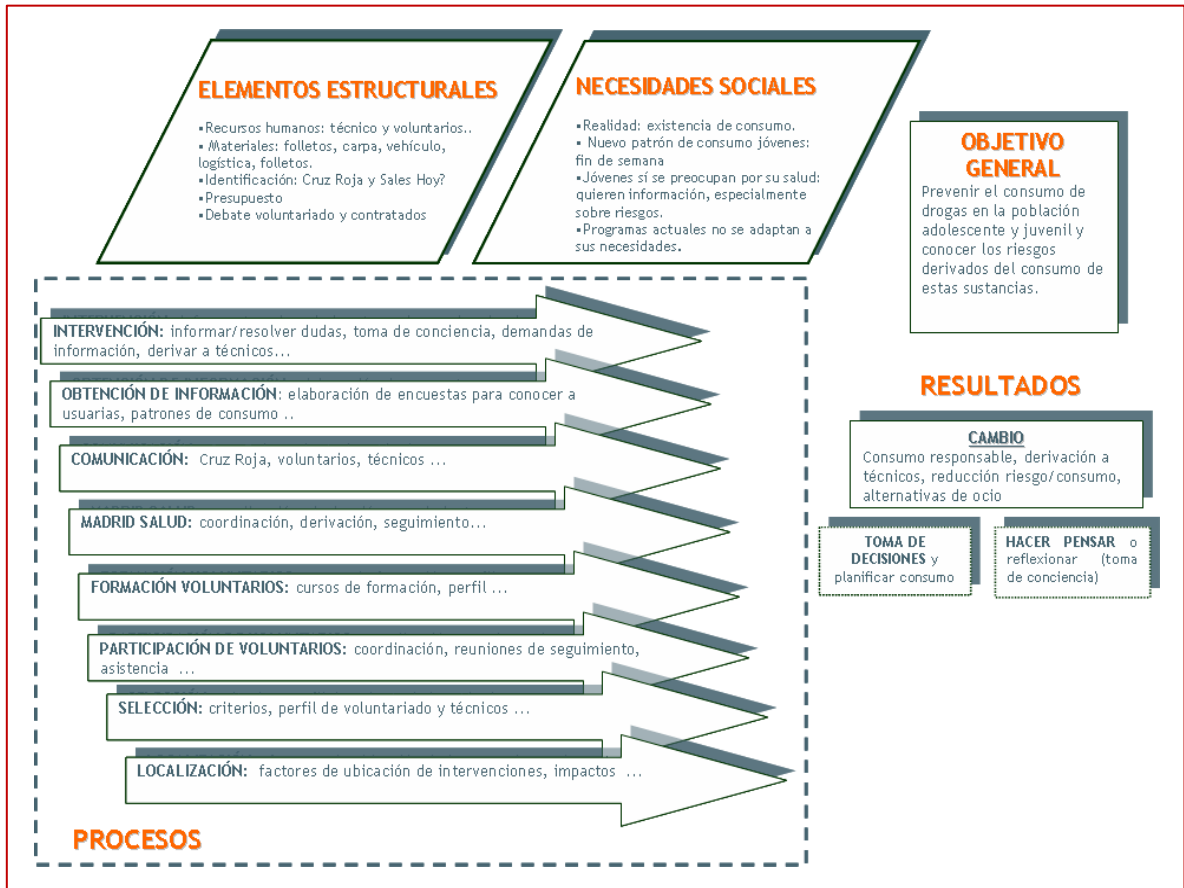 ELEMENTOS ESTRUCTURALES
▪Recursos humanos: técnico y voluntarios..
▪ Materiales: folletos, carpa, vehículo,
logística, folletos.
▪Identificación: Cruz Roja y Sales Hoy?
▪Presupuesto
▪Debate voluntariado y contratados
NECESIDADES SOCIALES
▪Realidad: existencia de consumo.
▪ Nuevo patrón de consumo jóvenes:
fin de semana
▪Jóvenes sí se preocupan por su salud:
quieren información, especialmente
sobre riesgos.
▪Programas actuales no se adaptan a
sus necesidades.
OBJETIVO
GENERAL
Prevenir el consumo de
drogas en la población
adolescente y juvenil y
conocer los riesgos
derivados del consumo de
estas sustancias.
INTERVENCIÓN: informar/resolver dudas, toma de conciencia, demandas de
información, derivar a técnicos...
OBTENCIÓN DE INFORMACIÓN: elaboración de encuestas para conocer a
usuarias, patrones de consumo ..
COMUNICACIÓN: Cruz Roja, voluntarios, técnicos ...
MADRID SALUD: coordinación, derivación, seguimiento...
FORMACIÓN VOLUNTARIOS: cursos de formación, perfil ...
PARTICIPACIÓN DE VOLUNTARIOS: coordinación, reuniones de seguimiento,
asistencia ...
SELECCIÓN: criterios, perfil de voluntariado y técnicos ...
LOCALIZACIÓN: factores de ubicación de intervenciones, impactos ...
PROCESOS
RESULTADOS
CAMBIO
Consumo responsable, derivación a
técnicos, reducción riesgo/consumo,
alternativas de ocio
TOMA DE
DECISIONES y
planificar consumo
HACER PENSAR o
reflexionar (toma
de conciencia)